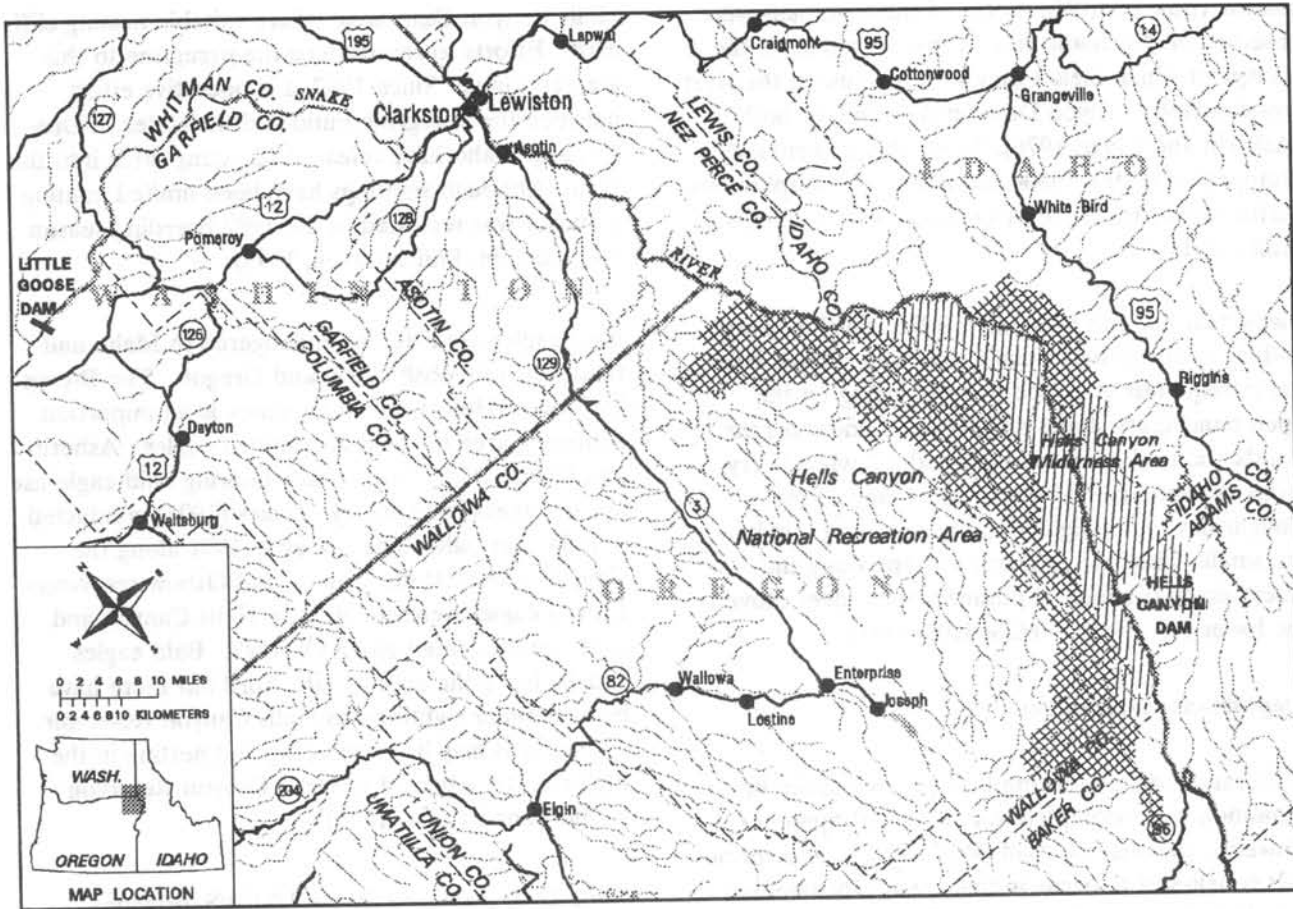 195
Lapwai
Craigmont
95
14
Cottonwood
Grangeville
127
WHITMAN CO.
GARFIELD CO.
SNAKE
Lewiston
Clarkston
Asotin
LEWIS CO.
NEZ PERCE CO.
IDAHO
White Bird
12
128
Pomeroy
IDAHO CO.
RIVER
LITTLE
GOOSE
DAM
WASHINGTON
ASOTIN CO.
126
GARFIELD CO.
COLUMBIA CO.
129
95
Riggins
Dayton
12
Hells Canyon
Wilderness Area
Hells Canyon
National Recreation Area
IDAHO CO.
ADAMS CO.
WALLOWA CO.
3
Waitsburg
OREGON
HELLS
CANYON
DAM
82
Wallowa
Enterprise
Lostine
Joseph
0 2 4 6 8 10 MILES
0 2 4 6 8 10 KILOMETERS
204
UNION CO.
UMATILLA CO.
Elgin
WALLOWA CO.
BAKER CO.
86
WASH.
OREGON
IDAHO
MAP LOCATION